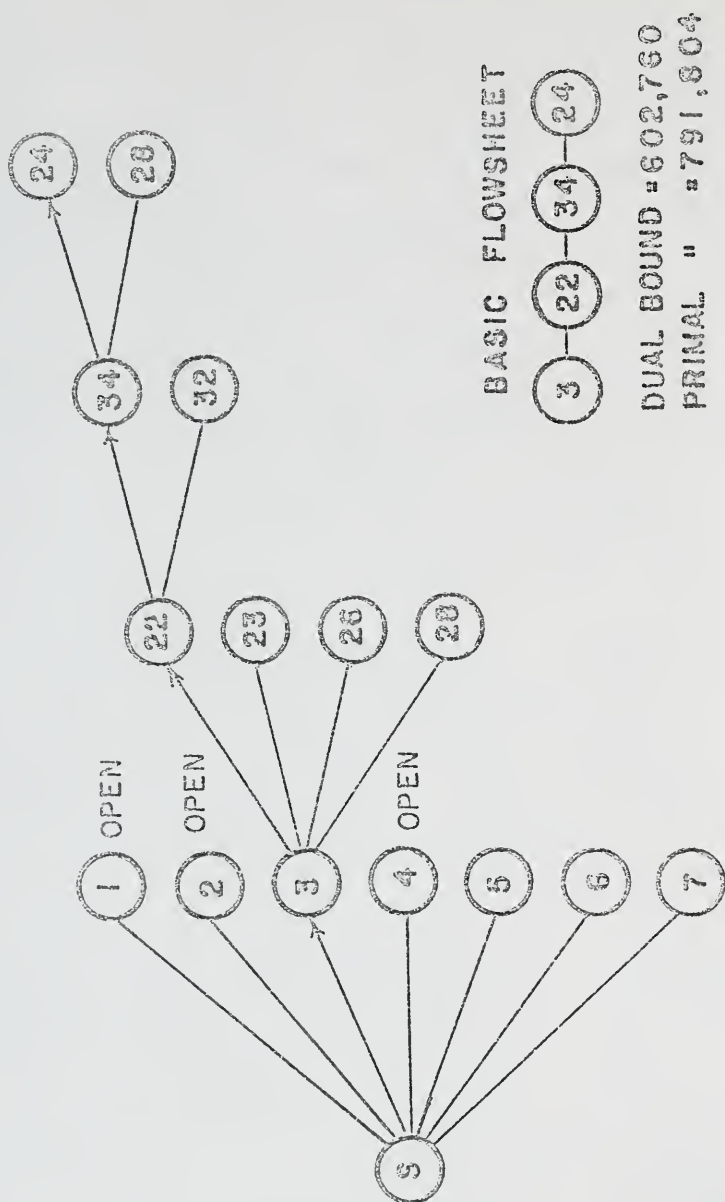 24
28
34
32
22
23
26
28
1 OPEN
2 OPEN
3
4 OPEN
5
6
7
S
BASIC FLOWSHEET
3 22 34 24
DUAL BOUND = 602,760
PRIMAL " = 791,804